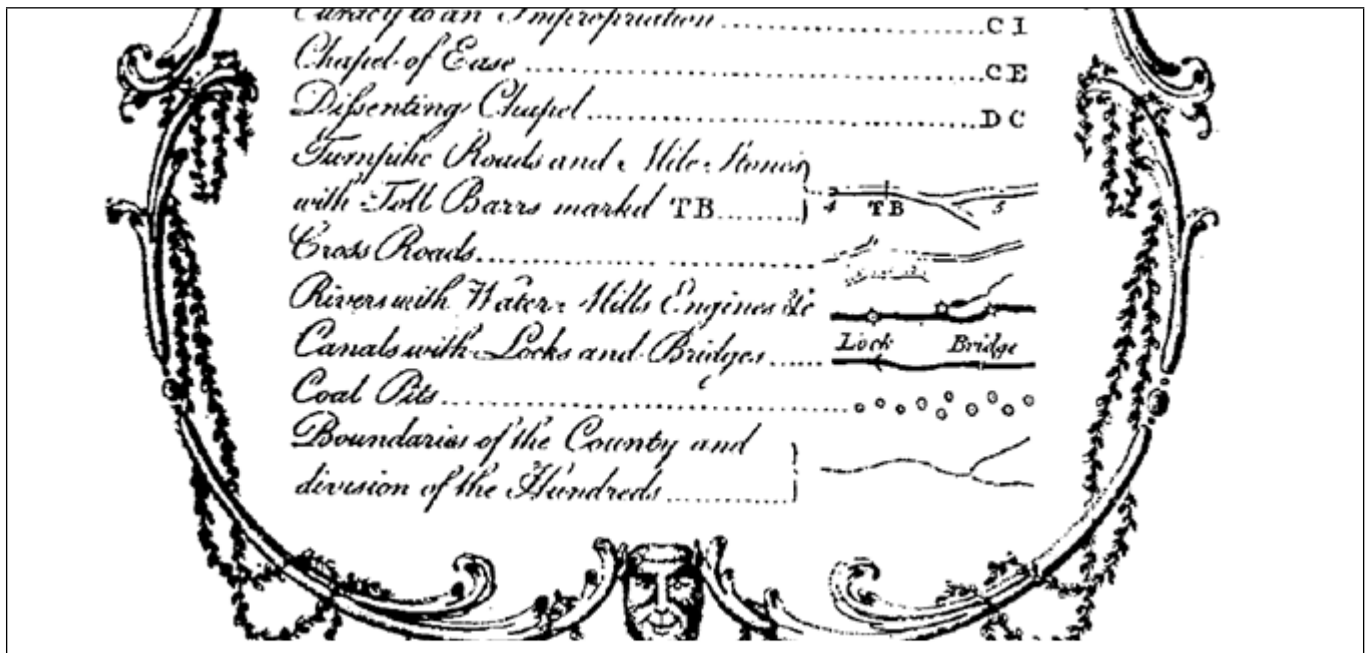 Curacy to an Impropriation ............... C I
Chapel of Ease ............... C E
Dissenting Chapel ............... D C
Turnpike Roads and Mile Stones
with Toll Barrs markd TB ....... 4 TB 5
Cross Roads ...............
Rivers with Water Mills Engines &c
Lock Bridge
Canals with Locks and Bridges ......
Coal Pits ...............
Boundaries of the County and
division of the Hundreds ...............